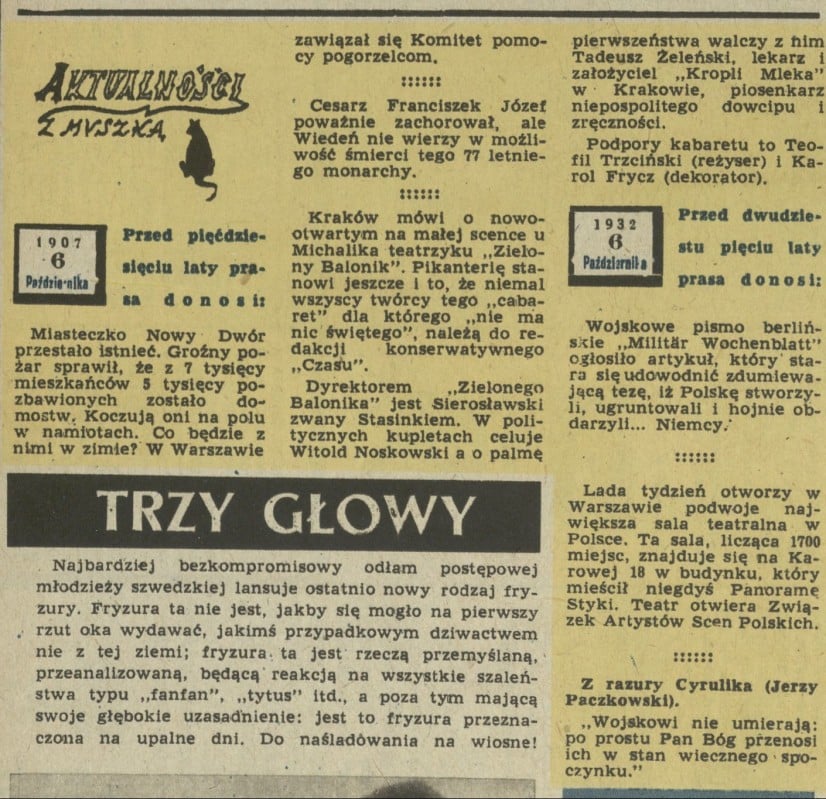 AKTUALNOŚCI
Z MYSZKĄ
1907
6
Października
Przed pięćdzie-
sięciu laty pra-
sa donosi:
Miasteczko Nowy Dwór
przestało istnieć. Groźny po-
żar sprawił, że z 7 tysięcy
mieszkańców 5 tysięcy po-
zbawionych zostało do-
mostw. Koczują oni na polu
w namiotach. Co będzie z
nimi w zimie? W Warszawie
zawiązał się Komitet pomo-
cy pogorzelcom.
Cesarz Franciszek Józef
poważnie zachorował, ale
Wiedeń nie wierzy w możli-
wość śmierci tego 77 letnie-
go monarchy.
Kraków mówi o nowo-
otwartym na małej scence u
Michalika teatrzyku „Zielo-
ny Balonik". Pikanterię sta-
nowi jeszcze i to, że niemal
wszyscy twórcy tego „caba-
ret" dla którego „nie ma
nic świętego", należą do re-
dakcji konserwatywnego
„Czasu".
Dyrektorem „Zielonego
Balonika" jest Sierosławski
zwany Stasinkiem. W poli-
tycznych kupletach celuje
Witold Noskowski a o palmę
pierwszeństwa walczy z nim
Tadeusz Żeleński, lekarz i
założyciel „Kropli Mleka"
w Krakowie, piosenkarz
niepospolitego dowcipu i
zręczności.
Podpory kabaretu to Teo-
fil Trzciński (reżyser) i Ka-
rol Frycz (dekorator).
1932
6
Października
Przed dwudzie-
stu pięciu laty
prasa donosi:
Wojskowe pismo berliń-
skie „Militär Wochenblatt"
ogłosiło artykuł, który sta-
ra się udowodnić zdumiewa-
jącą tezę, iż Polskę stworzy-
li, ugruntowali i hojnie ob-
darzyli... Niemcy.
Lada tydzień otworzy w
Warszawie podwoje naj-
większa sala teatralna w
Polsce. Ta sala, licząca 1700
miejsc, znajduje się na Ka-
rowej 18 w budynku, który
mieścił niegdyś Panoramę
Styki. Teatr otwiera Zwią-
zek Artystów Scen Polskich.
Z razury Cyrulika (Jerzy
Paczkowski).
„Wojskowi nie umierają:
po prostu Pan Bóg przenosi
ich w stan wiecznego spo-
czynku."
TRZY GŁOWY
Najbardziej bezkompromisowy odłam postępowej
młodzieży szwedzkiej lansuje ostatnio nowy rodzaj fry-
zury. Fryzura ta nie jest, jakby się mogło na pierwszy
rzut oka wydawać, jakimś przypadkowym dziwactwem
nie z tej ziemi; fryzura ta jest rzeczą przemyślaną,
przeanalizowaną, będącą reakcją na wszystkie szaleń-
stwa typu „fanfan", „tytus" itd., a poza tym mającą
swoje głębokie uzasadnienie: jest to fryzura przezna-
czona na upalne dni. Do naśladowania na wiosnę!